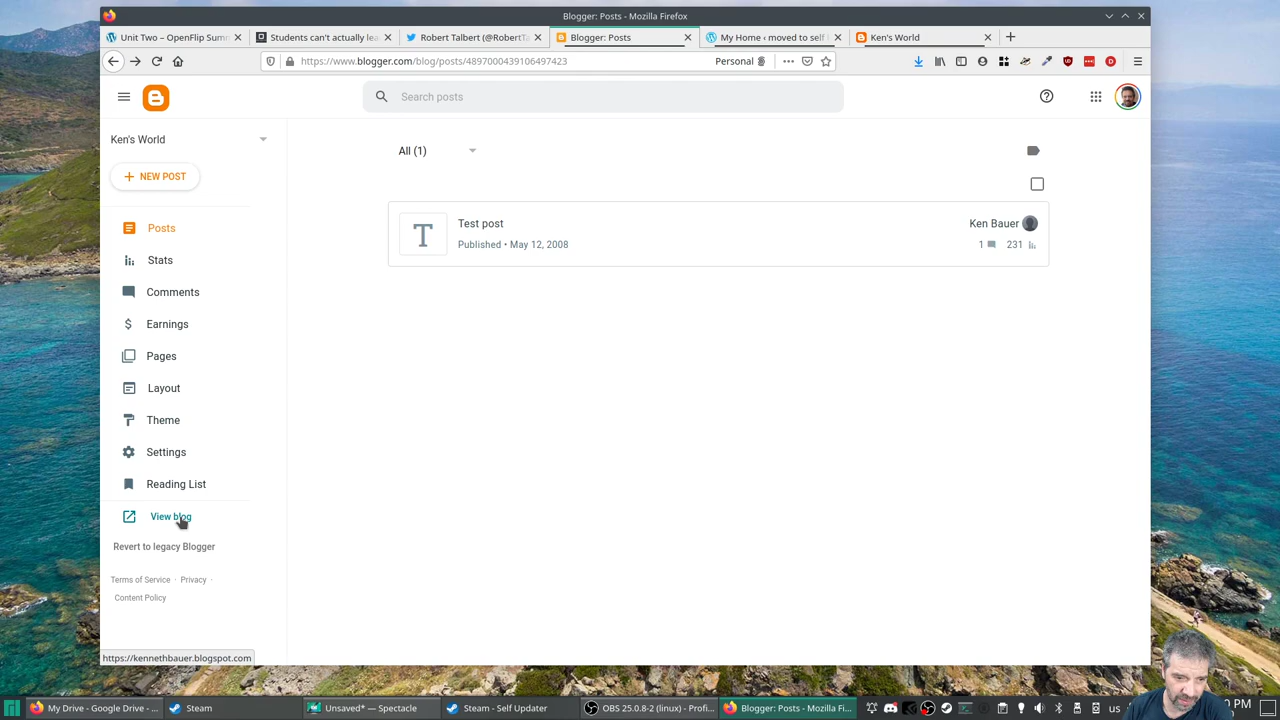 Blogger: Posts - Mozilla Firefox
Unit Two – OpenFlip Sum
Students can't actually lea
Robert Talbert (@RobertTa
Blogger: Posts
My Home ‹ moved to self
Ken's World
https://www.blogger.com/blog/posts/4897000439106497423
Personal
Search posts
Ken's World
NEW POST
Posts
Stats
Comments
Earnings
Pages
Layout
Theme
Settings
Reading List
View blog
Revert to legacy Blogger
Terms of Service · Privacy ·
Content Policy
All (1)
T
Test post
Published • May 12, 2008
Ken Bauer
1
231
https://kennethbauer.blogspot.com
My Drive - Google Drive - ...
Steam
Unsaved* — Spectacle
Steam - Self Updater
OBS 25.0.8-2 (linux) - Profi...
Blogger: Posts - Mozilla Fi...
us
0 PM